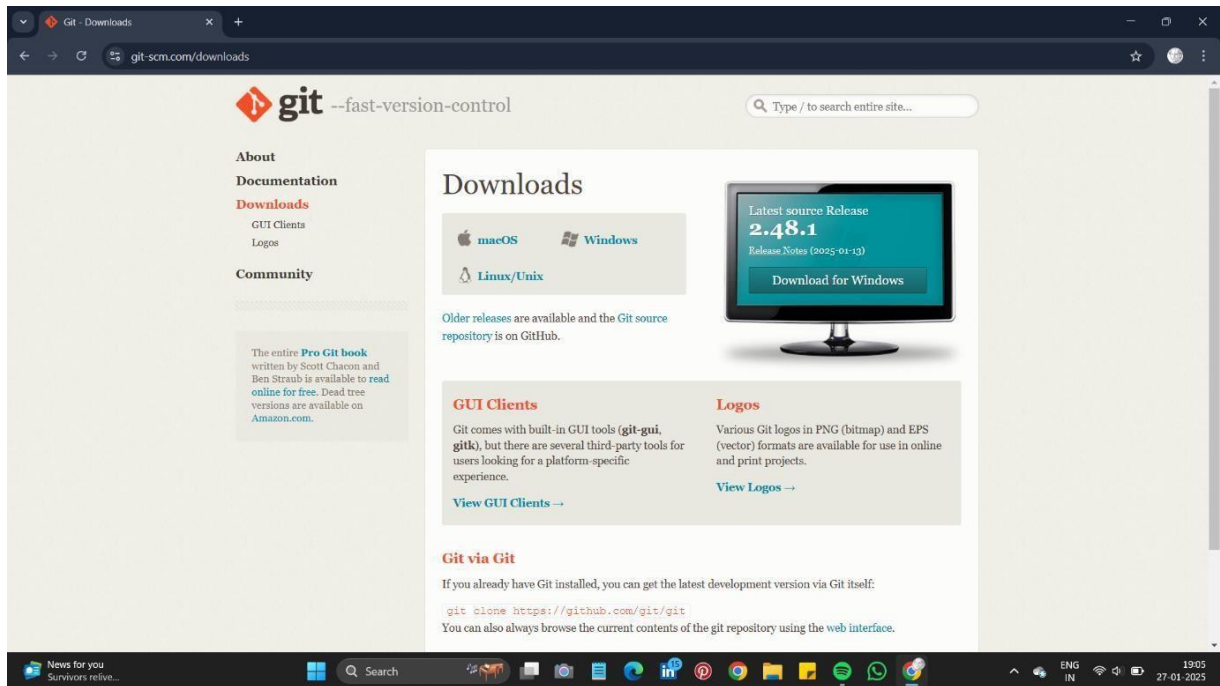 Git - Downloads
git-scm.com/downloads
git --fast-version-control
Type / to search entire site...
About
Documentation
Downloads
GUI Clients
Logos
Community
The entire Pro Git book
written by Scott Chacon and
Ben Straub is available to read
online for free. Dead tree
versions are available on
Amazon.com.
Downloads
macOS
Windows
Linux/Unix
Older releases are available and the Git source
repository is on GitHub.
Latest source Release
2.48.1
Release Notes (2025-01-13)
Download for Windows
GUI Clients
Git comes with built-in GUI tools (git-gui,
gitk), but there are several third-party tools for
users looking for a platform-specific
experience.
View GUI Clients →
Logos
Various Git logos in PNG (bitmap) and EPS
(vector) formats are available for use in online
and print projects.
View Logos →
Git via Git
If you already have Git installed, you can get the latest development version via Git itself:
git clone https://github.com/git/git
You can also always browse the current contents of the git repository using the web interface.
News for you
Survivors relive...
Search
15
ENG
IN
19:05
27-01-2025